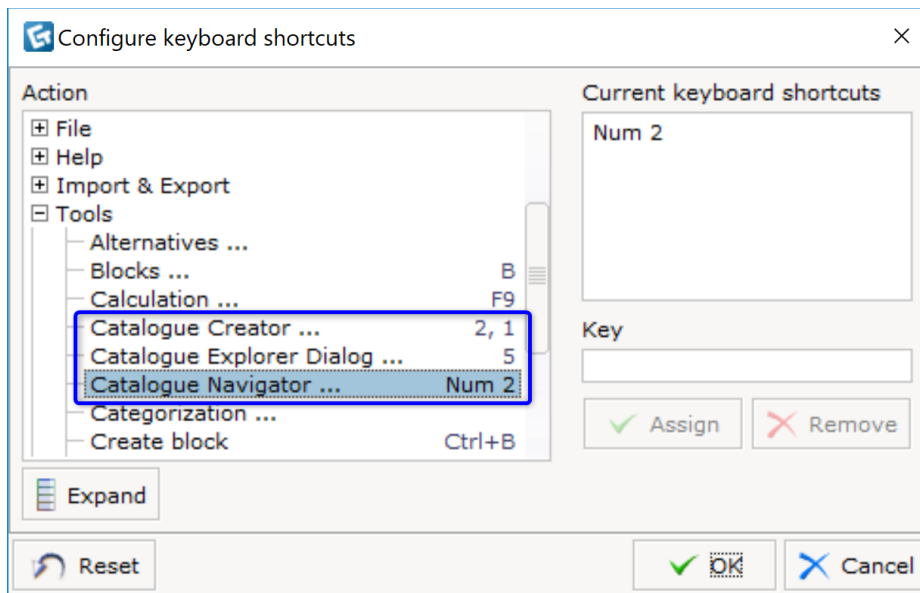 Configure keyboard shortcuts
Action
File
Help
Import & Export
Tools
Alternatives ...
Blocks ... B
Calculation ... F9
Catalogue Creator ... 2, 1
Catalogue Explorer Dialog ... 5
Catalogue Navigator ... Num 2
Categorization ...
Create block Ctrl+B
Expand
Current keyboard shortcuts
Num 2
Key
Assign Remove
Reset OK Cancel